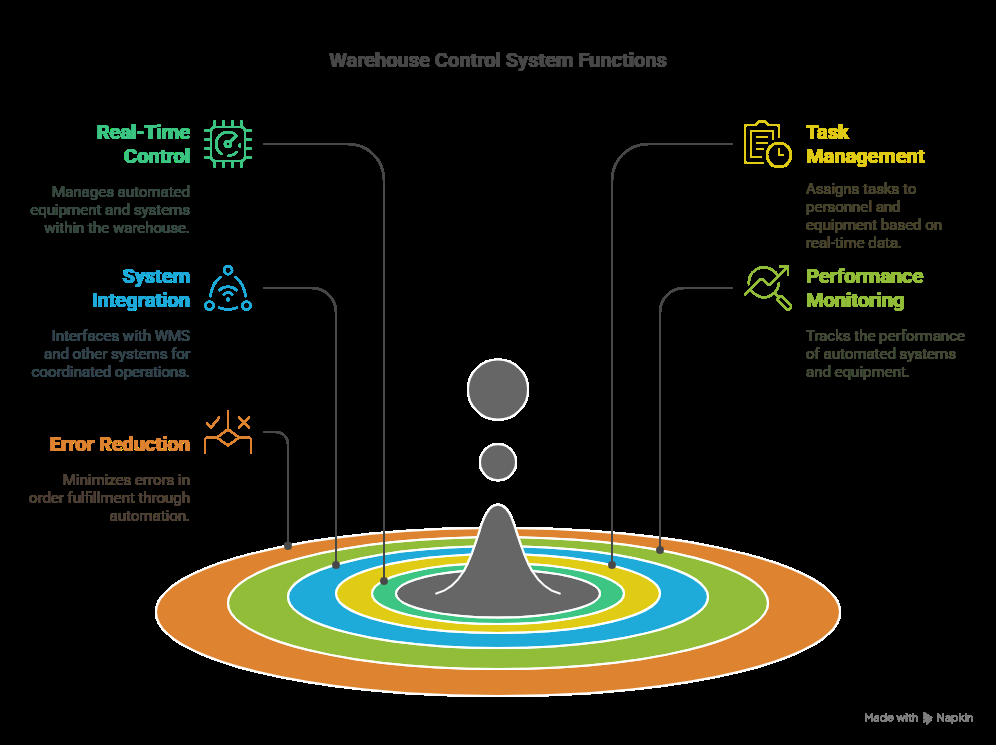 Warehouse Control System Functions
Real-Time
Control
Manages automated
equipment and systems
within the warehouse.
System
Integration
Interfaces with WMS
and other systems for
coordinated operations.
Error Reduction
Minimizes errors in
order fulfillment through
automation.
Task
Management
Assigns tasks to
personnel and
equipment based on
real-time data.
Performance
Monitoring
Tracks the performance
of automated systems
and equipment.
Made with Napkin